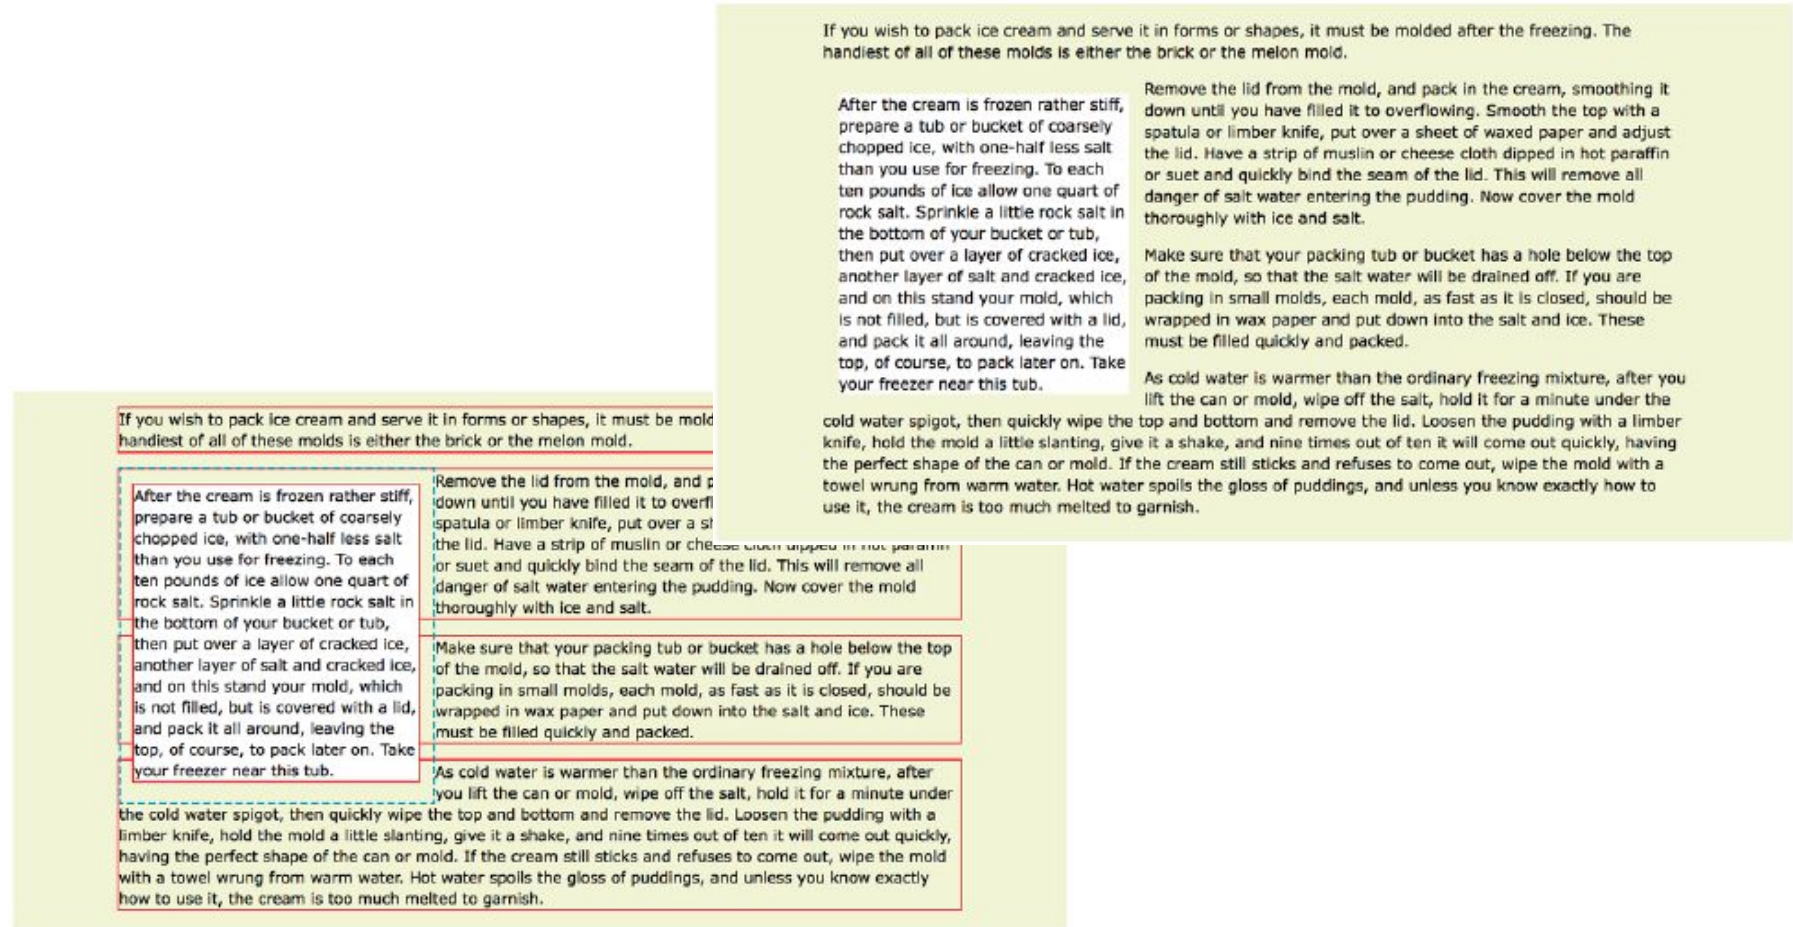 If you wish to pack ice cream and serve it in forms or shapes, it must be molded after the freezing. The
handiest of all of these molds is either the brick or the melon mold.
After the cream is frozen rather stiff,
prepare a tub or bucket of coarsely
chopped ice, with one-half less salt
than you use for freezing. To each
ten pounds of ice allow one quart of
rock salt. Sprinkle a little rock salt in
the bottom of your bucket or tub,
then put over a layer of cracked ice,
another layer of salt and cracked ice,
and on this stand your mold, which
is not filled, but is covered with a lid,
and pack it all around, leaving the
top, of course, to pack later on. Take
your freezer near this tub.
Remove the lid from the mold, and pack in the cream, smoothing it
down until you have filled it to overflowing. Smooth the top with a
spatula or limber knife, put over a sheet of waxed paper and adjust
the lid. Have a strip of muslin or cheese cloth dipped in hot paraffin
or suet and quickly bind the seam of the lid. This will remove all
danger of salt water entering the pudding. Now cover the mold
thoroughly with ice and salt.
Make sure that your packing tub or bucket has a hole below the top
of the mold, so that the salt water will be drained off. If you are
packing in small molds, each mold, as fast as it is closed, should be
wrapped in wax paper and put down into the salt and ice. These
must be filled quickly and packed.
As cold water is warmer than the ordinary freezing mixture, after you
lift the can or mold, wipe off the salt, hold it for a minute under the
cold water spigot, then quickly wipe the top and bottom and remove the lid. Loosen the pudding with a limber
knife, hold the mold a little slanting, give it a shake, and nine times out of ten it will come out quickly, having
the perfect shape of the can or mold. If the cream still sticks and refuses to come out, wipe the mold with a
towel wrung from warm water. Hot water spoils the gloss of puddings, and unless you know exactly how to
use it, the cream is too much melted to garnish.
If you wish to pack ice cream and serve it in forms or shapes, it must be mold
handiest of all of these molds is either the brick or the melon mold.
After the cream is frozen rather stiff,
prepare a tub or bucket of coarsely
chopped ice, with one-half less salt
than you use for freezing. To each
ten pounds of ice allow one quart of
rock salt. Sprinkle a little rock salt in
the bottom of your bucket or tub,
then put over a layer of cracked ice,
another layer of salt and cracked ice,
and on this stand your mold, which
is not filled, but is covered with a lid,
and pack it all around, leaving the
top, of course, to pack later on. Take
your freezer near this tub.
Remove the lid from the mold, and
down until you have filled it to
spatula or limber knife, put over a
the lid. Have a strip of muslin or cheese cloth dipped in hot paraffin
or suet and quickly bind the seam of the lid. This will remove all
danger of salt water entering the pudding. Now cover the mold
thoroughly with ice and salt.
Make sure that your packing tub or bucket has a hole below the top
of the mold, so that the salt water will be drained off. If you are
packing in small molds, each mold, as fast as it is closed, should be
wrapped in wax paper and put down into the salt and ice. These
must be filled quickly and packed.
As cold water is warmer than the ordinary freezing mixture, after
you lift the can or mold, wipe off the salt, hold it for a minute under
the cold water spigot, then quickly wipe the top and bottom and remove the lid. Loosen the pudding with a
limber knife, hold the mold a little slanting, give it a shake, and nine times out of ten it will come out quickly,
having the perfect shape of the can or mold. If the cream still sticks and refuses to come out, wipe the mold
with a towel wrung from warm water. Hot water spoils the gloss of puddings, and unless you know exactly
how to use it, the cream is too much melted to garnish.